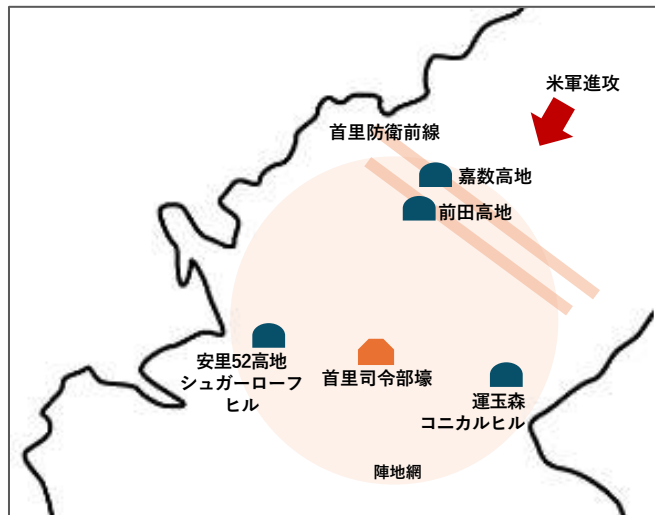 米軍進攻
首里防衛前線
嘉数高地
前田高地
安里52高地
シュガーローフ
ヒル
首里司令部壕
運玉森
コニカルヒル
陣地網